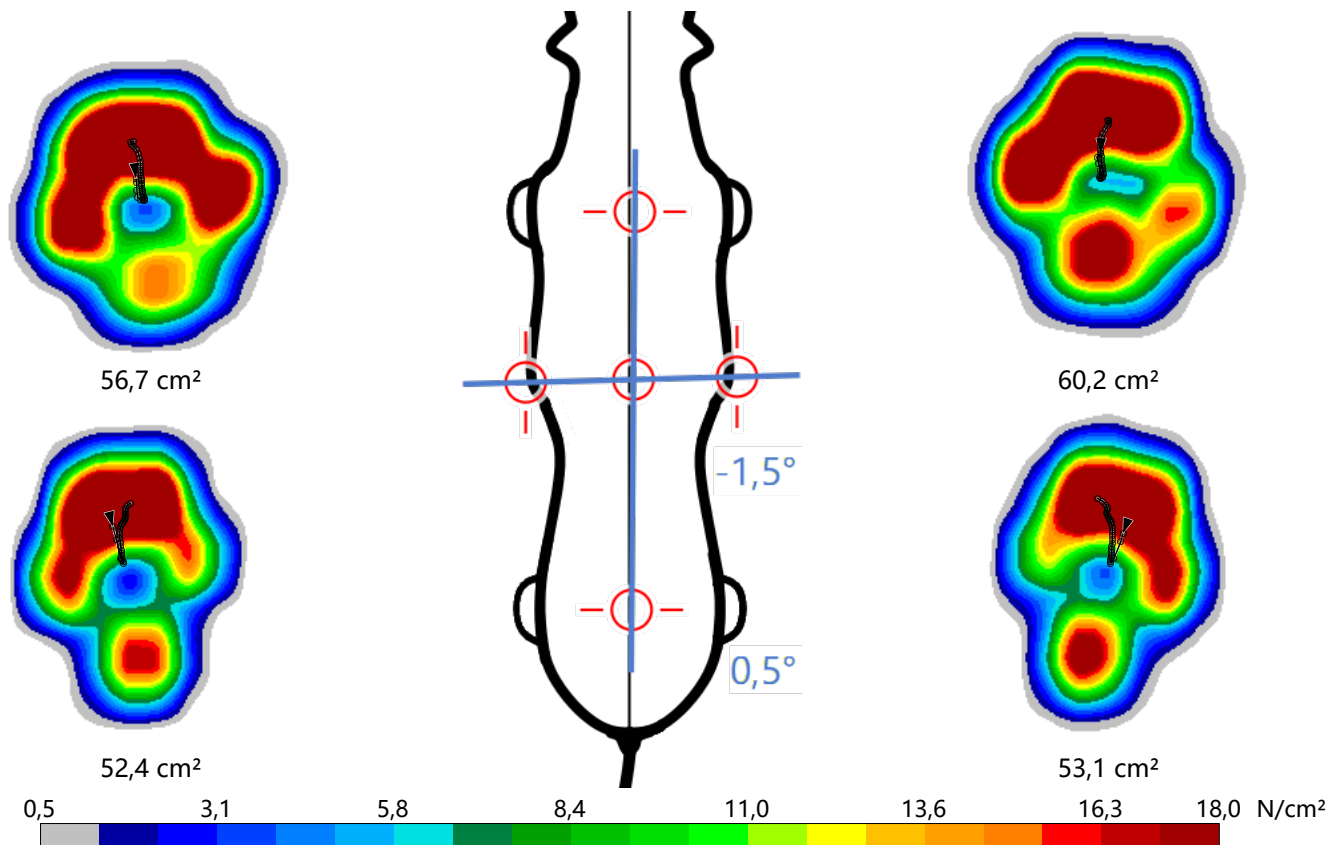 56,7 cm²
60,2 cm²
-1,5°
0,5°
52,4 cm²
53,1 cm²
0,5 3,1 5,8 8,4 11,0 13,6 16,3 18,0 N/cm²